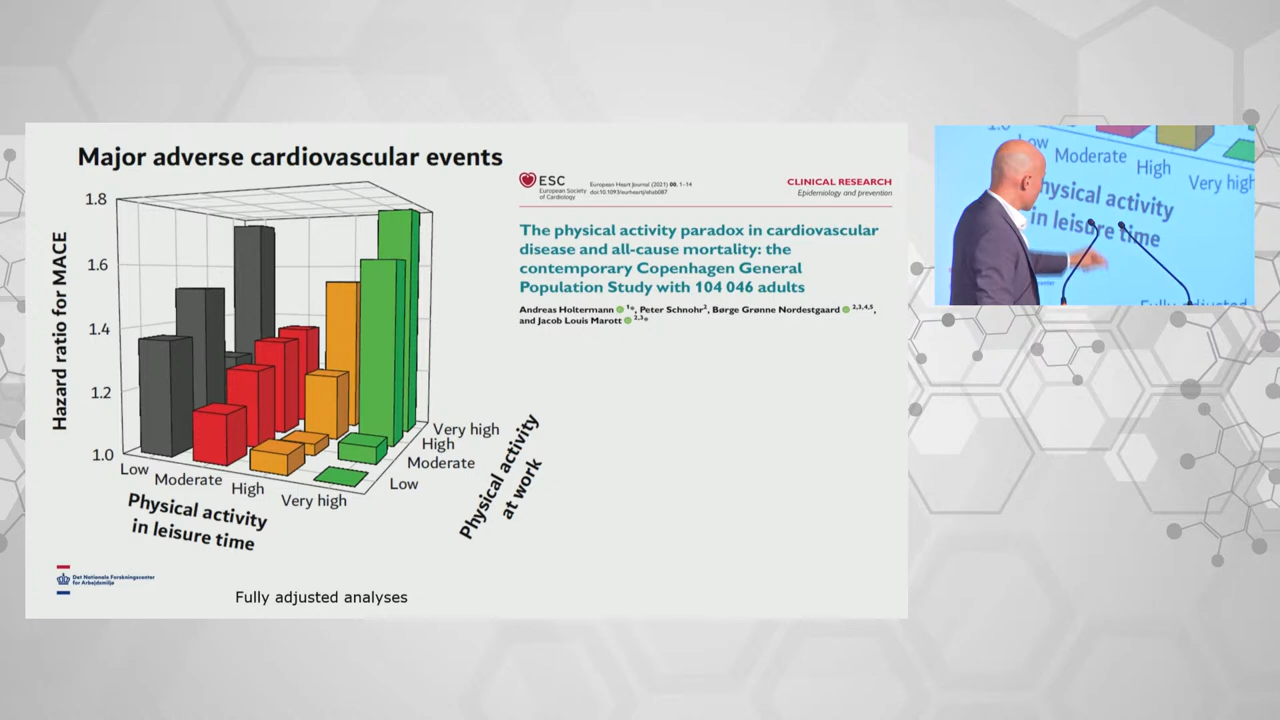 Major adverse cardiovascular events
Hazard ratio for MACE
1.8
1.6
1.4
1.2
1.0
Low
Moderate
High
Very high
Physical activity
in leisure time
Very high
High
Moderate
Low
Physical activity
at work
Det Nationale Forskningscenter
for Arbejdsmiljø
Fully adjusted analyses
ESC
European Society
of Cardiology
European Heart Journal (2021) 00, 1–14
doi:10.1093/eurheartj/ehab087
CLINICAL RESEARCH
Epidemiology and prevention
The physical activity paradox in cardiovascular
disease and all-cause mortality: the
contemporary Copenhagen General
Population Study with 104 046 adults
Andreas Holtermann 1*, Peter Schnohr2, Børge Grønne Nordestgaard 2,3,4,5,
and Jacob Louis Marott 2,3*
1.0
Low
Moderate
High
Very high
hysical activity
in leisure time
Fully adjusted